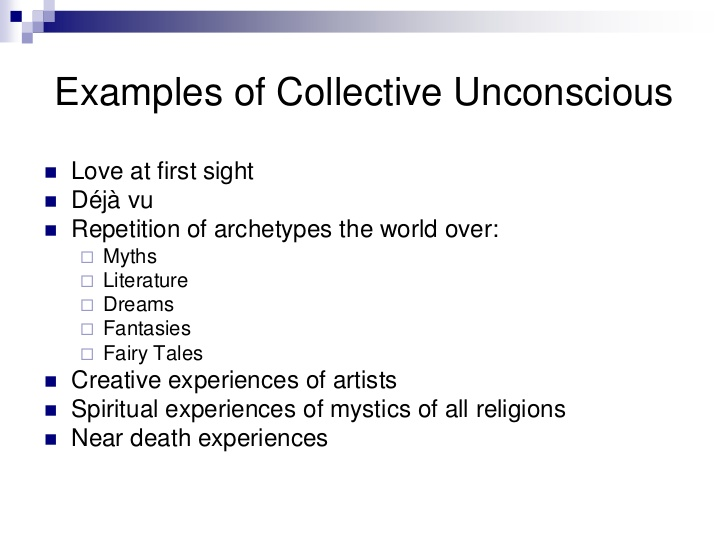 Examples of Collective Unconscious
Love at first sight
Déjà vu
Repetition of archetypes the world over:
Myths
Literature
Dreams
Fantasies
Fairy Tales
Creative experiences of artists
Spiritual experiences of mystics of all religions
Near death experiences